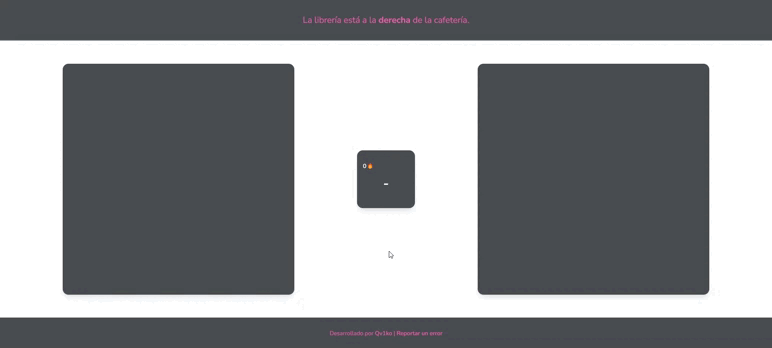 La librería está a la derecha de la cafetería.
0🔥
-
Desarrollado por Qv1ko | Reportar un error